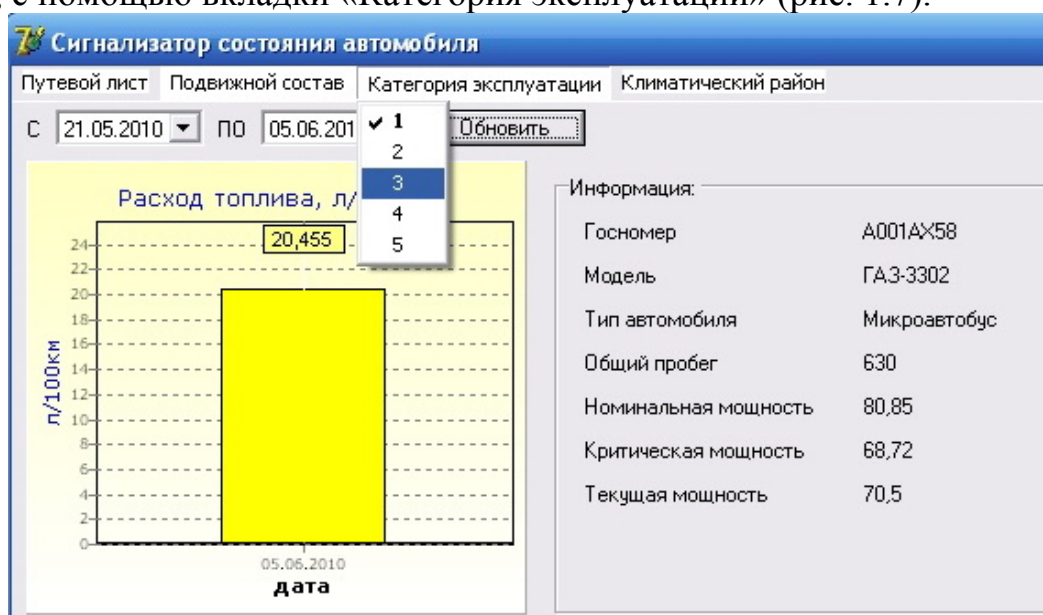 с помощью вкладки «Категория эксплуатации» (рис. 1.7).
Сигнализатор состояния автомобиля
Путевой лист Подвижной состав Категория эксплуатации Климатический район
С 21.05.2010 ПО 05.06.201 Обновить
1
2
3
4
5
Расход топлива, л/
20,455
24
22
20
18
16
14
12
10
8
6
4
2
0
л/100км
05.06.2010
дата
Информация:
Госномер А001АХ58
Модель ГАЗ-3302
Тип автомобиля Микроавтобус
Общий пробег 630
Номинальная мощность 80,85
Критическая мощность 68,72
Текущая мощность 70,5